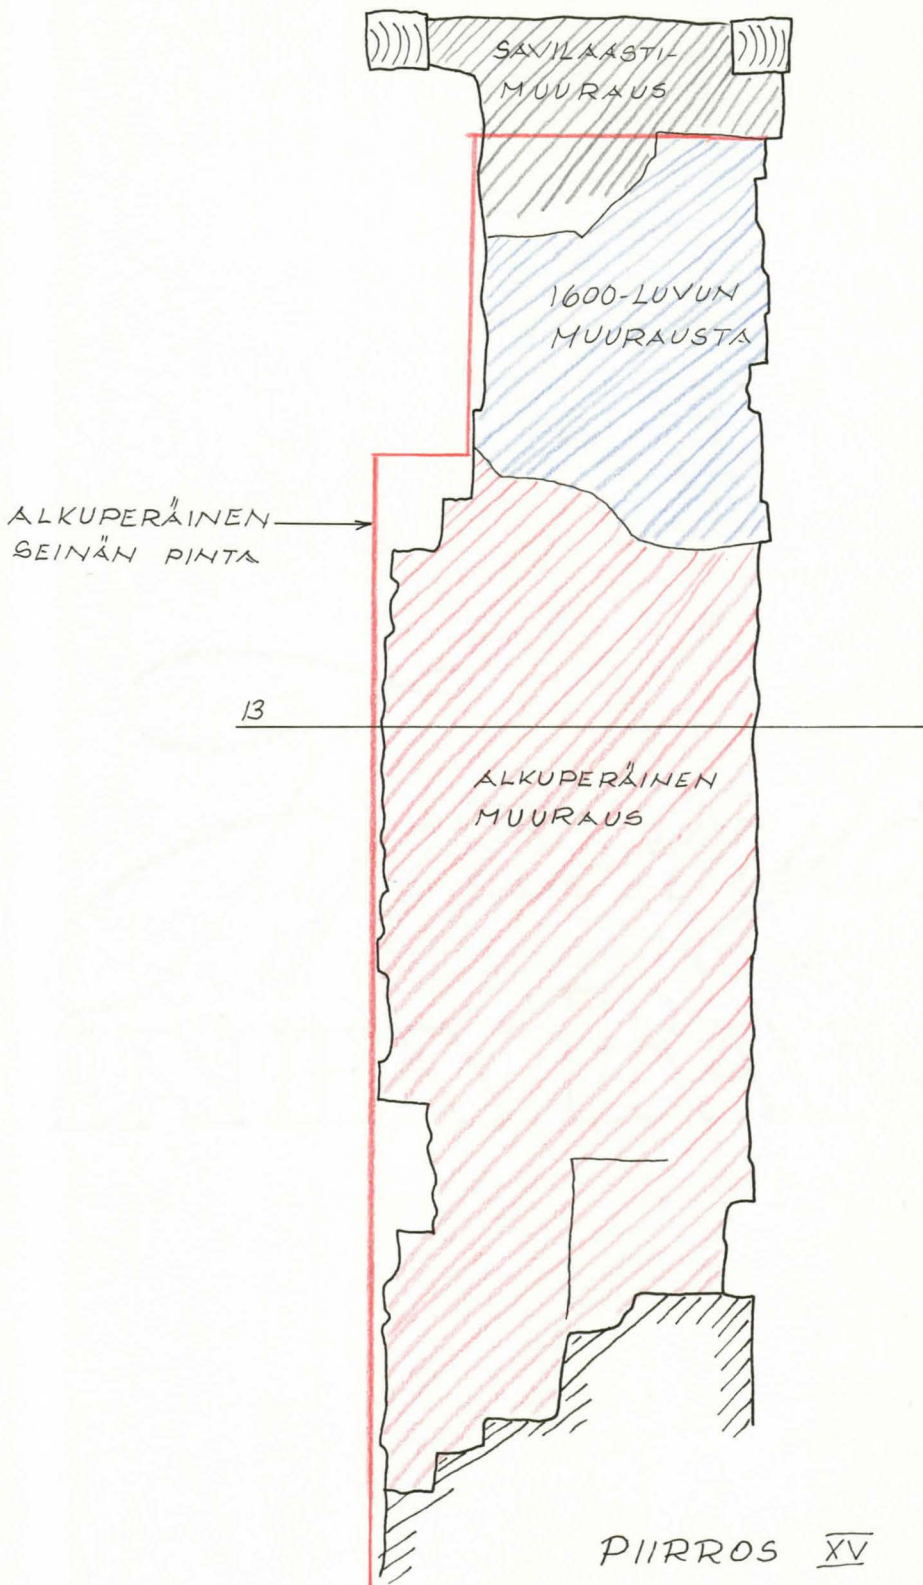 SAVILAASTI-
MUURAUS
1600-LUVUN
MUURAUSTA
ALKUPERÄINEN
SEINÄN PINTA
13
ALKUPERÄINEN
MUURAUS
PIIRROS XV